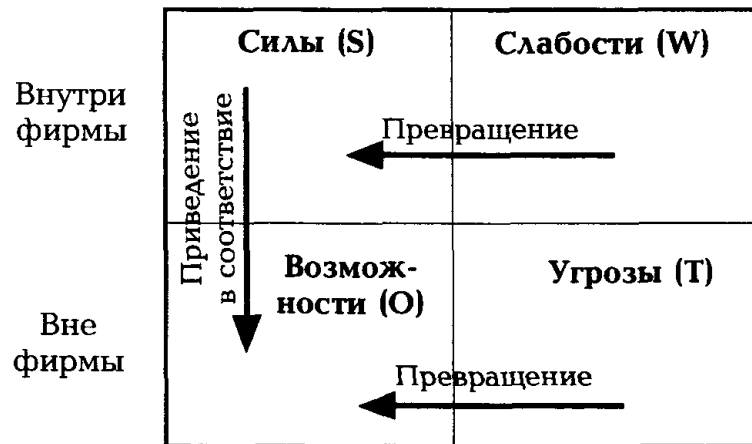 Силы (S)
Слабости (W)
Внутри
фирмы
Приведение
в соответствие
Превращение
Возмож-
ности (O)
Угрозы (T)
Вне
фирмы
Превращение